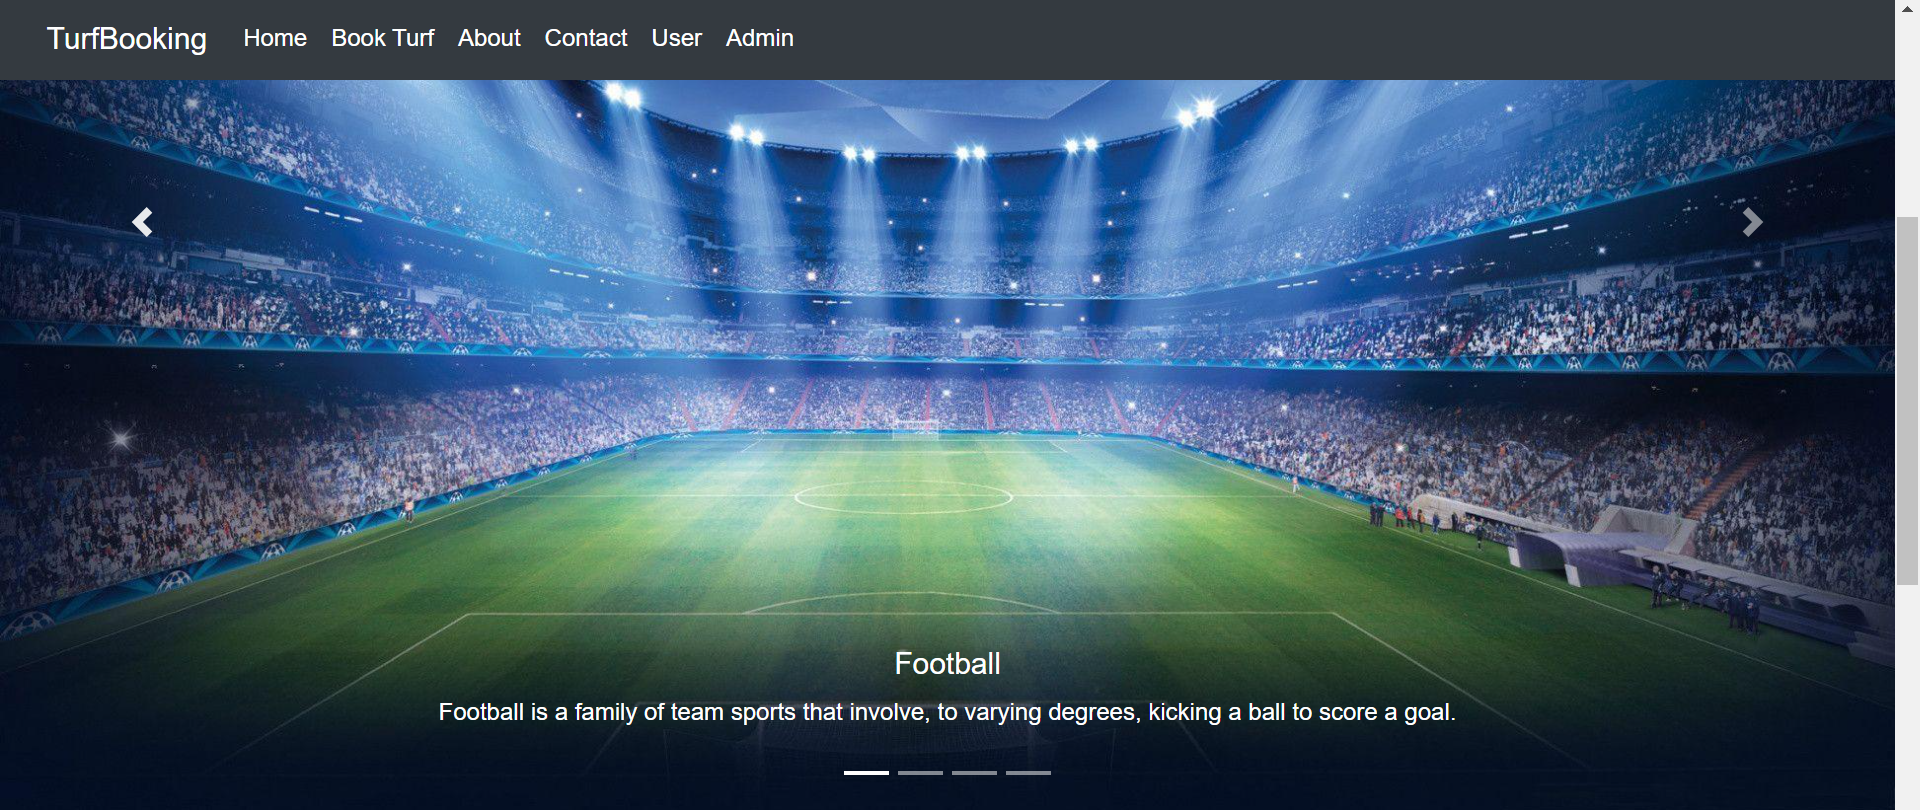 TurfBooking Home Book Turf About Contact User Admin
Football
Football is a family of team sports that involve, to varying degrees, kicking a ball to score a goal.